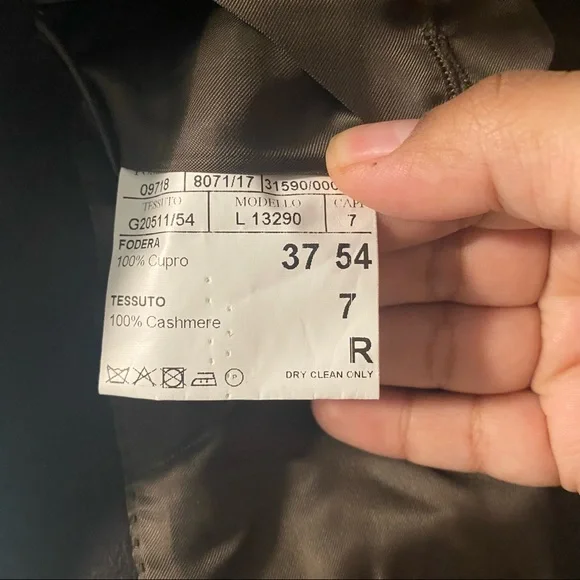 09718 8071/17 31590/000
TESSUTO MODELLO
G20511/54 L 13290 7
FODERA
100% Cupro
37 54
TESSUTO
100% Cashmere
7
R
P
DRY CLEAN ONLY